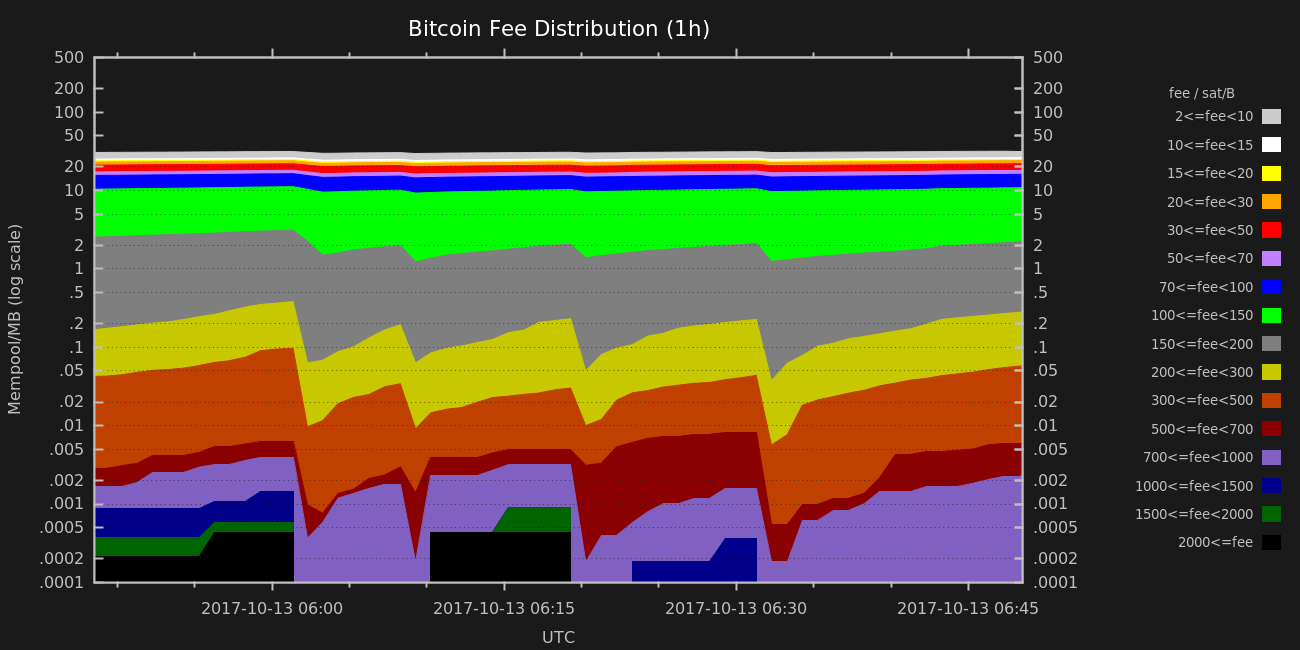 Bitcoin Fee Distribution (1h)
Mempool/MB (log scale)
500
200
100
50
20
10
5
2
1
.5
.2
.1
.05
.02
.01
.005
.002
.001
.0005
.0002
.0001
500
200
100
50
20
10
5
2
1
.5
.2
.1
.05
.02
.01
.005
.002
.001
.0005
.0002
.0001
2017-10-13 06:00 2017-10-13 06:15 2017-10-13 06:30 2017-10-13 06:45
UTC
fee / sat/B
2<=fee<10
10<=fee<15
15<=fee<20
20<=fee<30
30<=fee<50
50<=fee<70
70<=fee<100
100<=fee<150
150<=fee<200
200<=fee<300
300<=fee<500
500<=fee<700
700<=fee<1000
1000<=fee<1500
1500<=fee<2000
2000<=fee